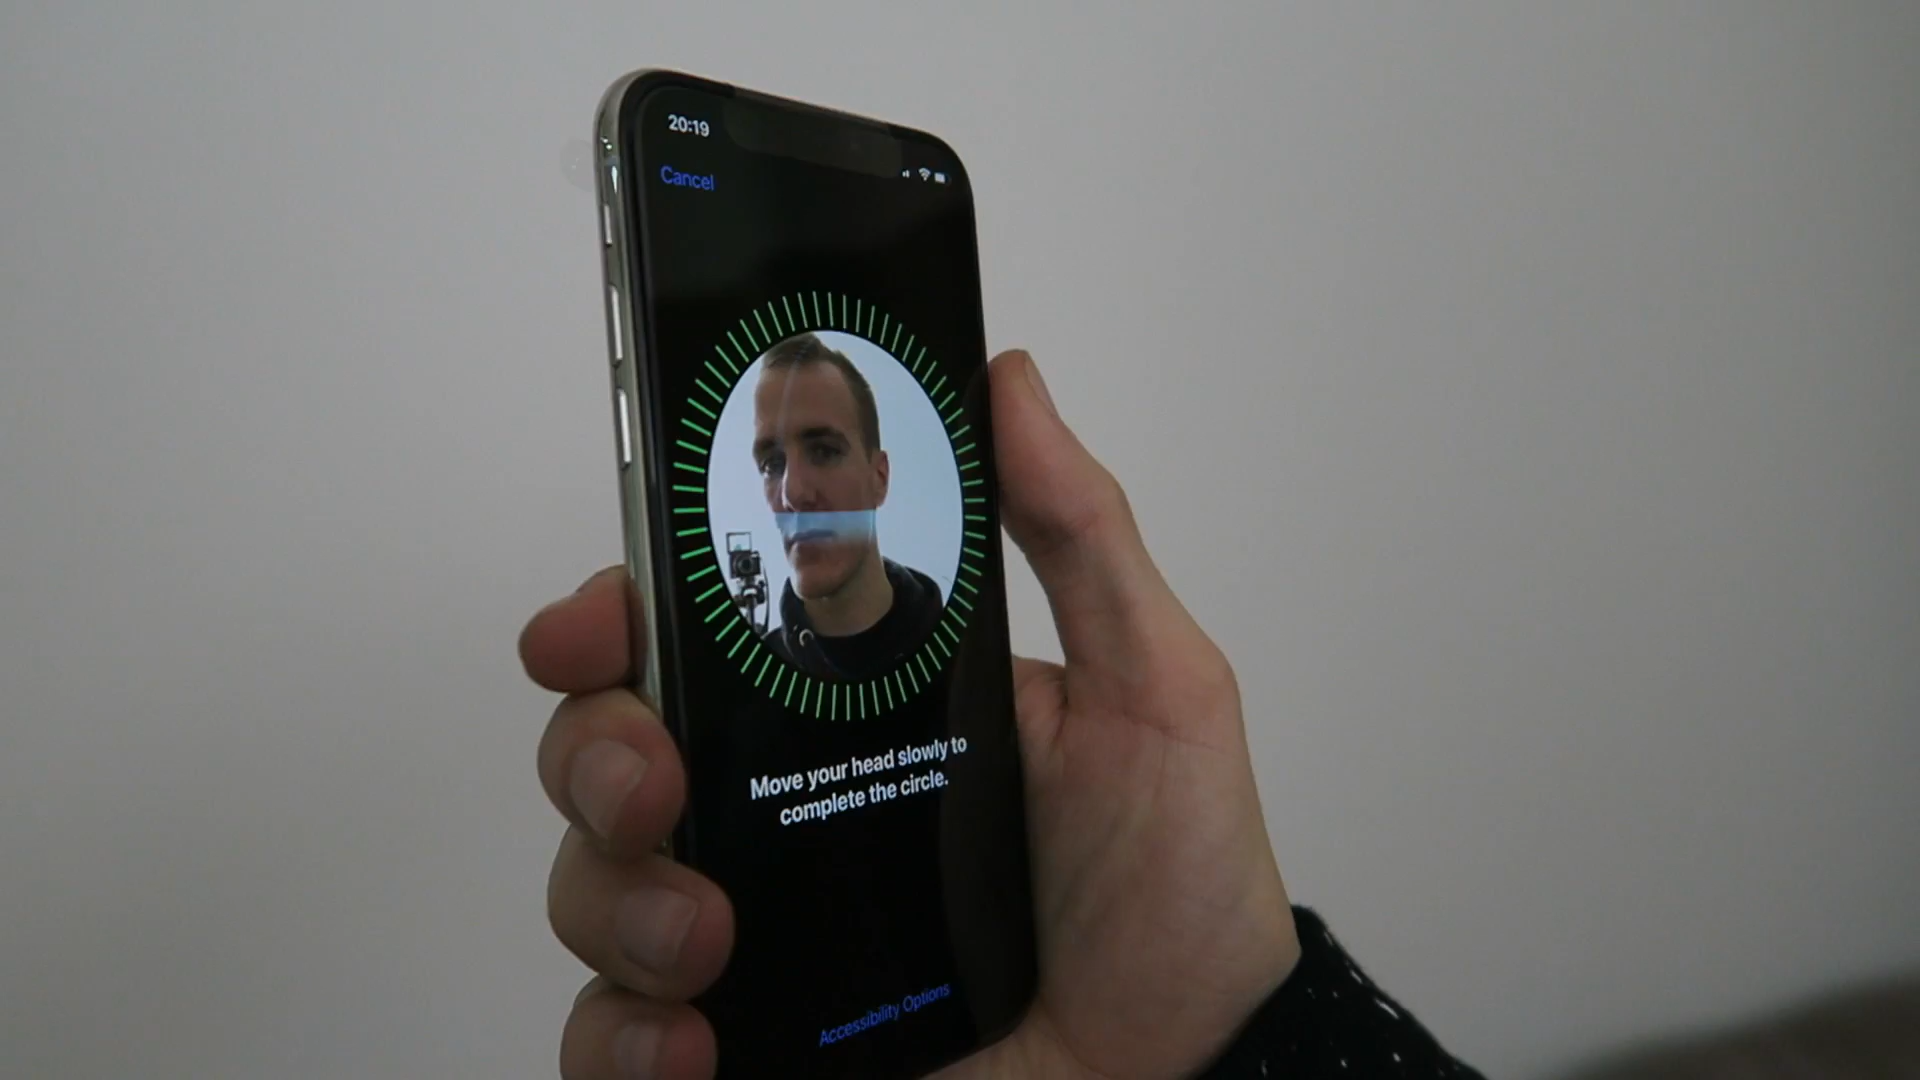 20:19
Cancel
Move your head slowly to
complete the circle.
Accessibility Options